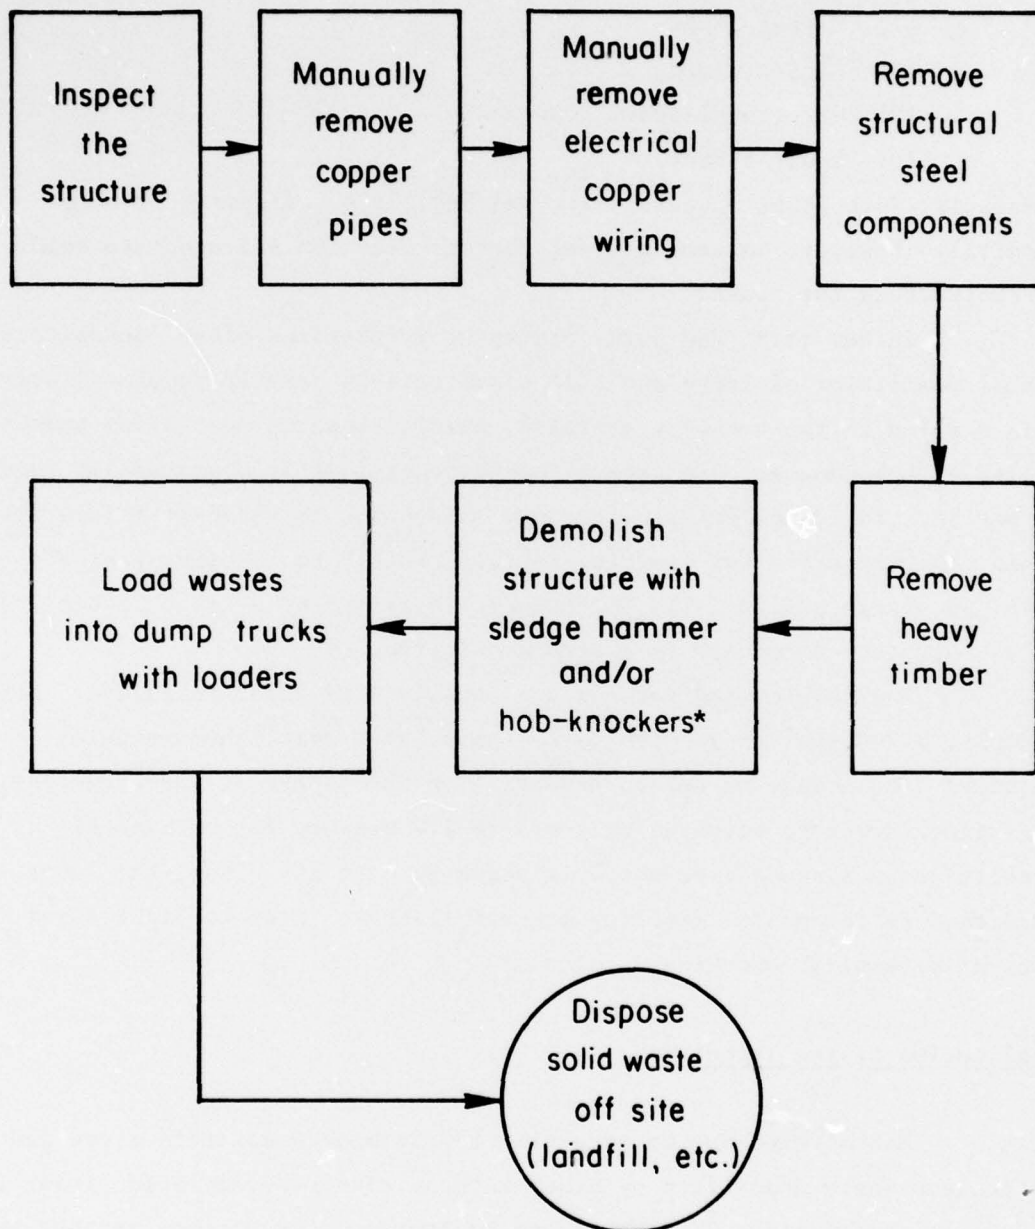 Inspect
the
structure
Manually
remove
copper
pipes
Manually
remove
electrical
copper
wiring
Remove
structural
steel
components
Remove
heavy
timber
Demolish
structure with
sledge hammer
and/or
hob-knockers*
Load wastes
into dump trucks
with loaders
Dispose
solid waste
off site
(landfill, etc.)